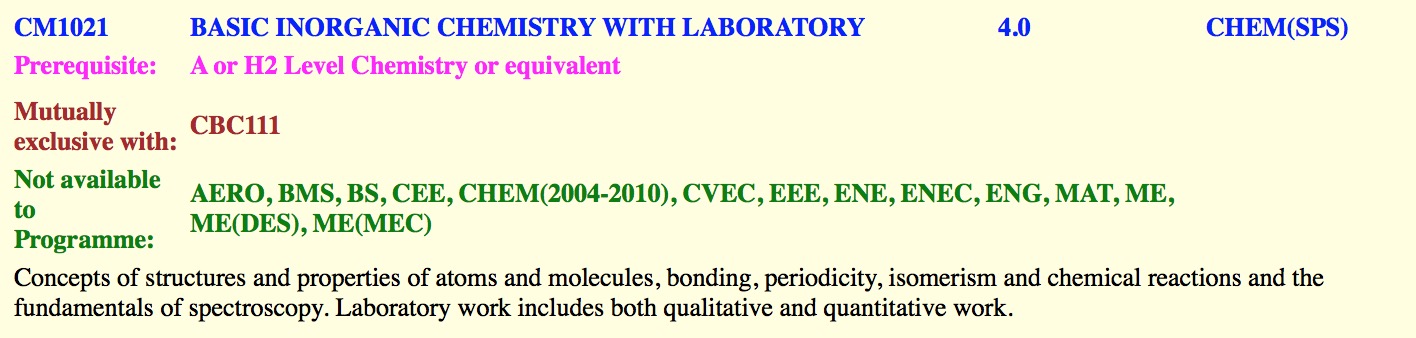 CM1021 BASIC INORGANIC CHEMISTRY WITH LABORATORY 4.0 CHEM(SPS)
Prerequisite: A or H2 Level Chemistry or equivalent
Mutually
exclusive with: CBC111
Not available
to
Programme:
AERO, BMS, BS, CEE, CHEM(2004-2010), CVEC, EEE, ENE, ENEC, ENG, MAT, ME,
ME(DES), ME(MEC)
Concepts of structures and properties of atoms and molecules, bonding, periodicity, isomerism and chemical reactions and the
fundamentals of spectroscopy. Laboratory work includes both qualitative and quantitative work.